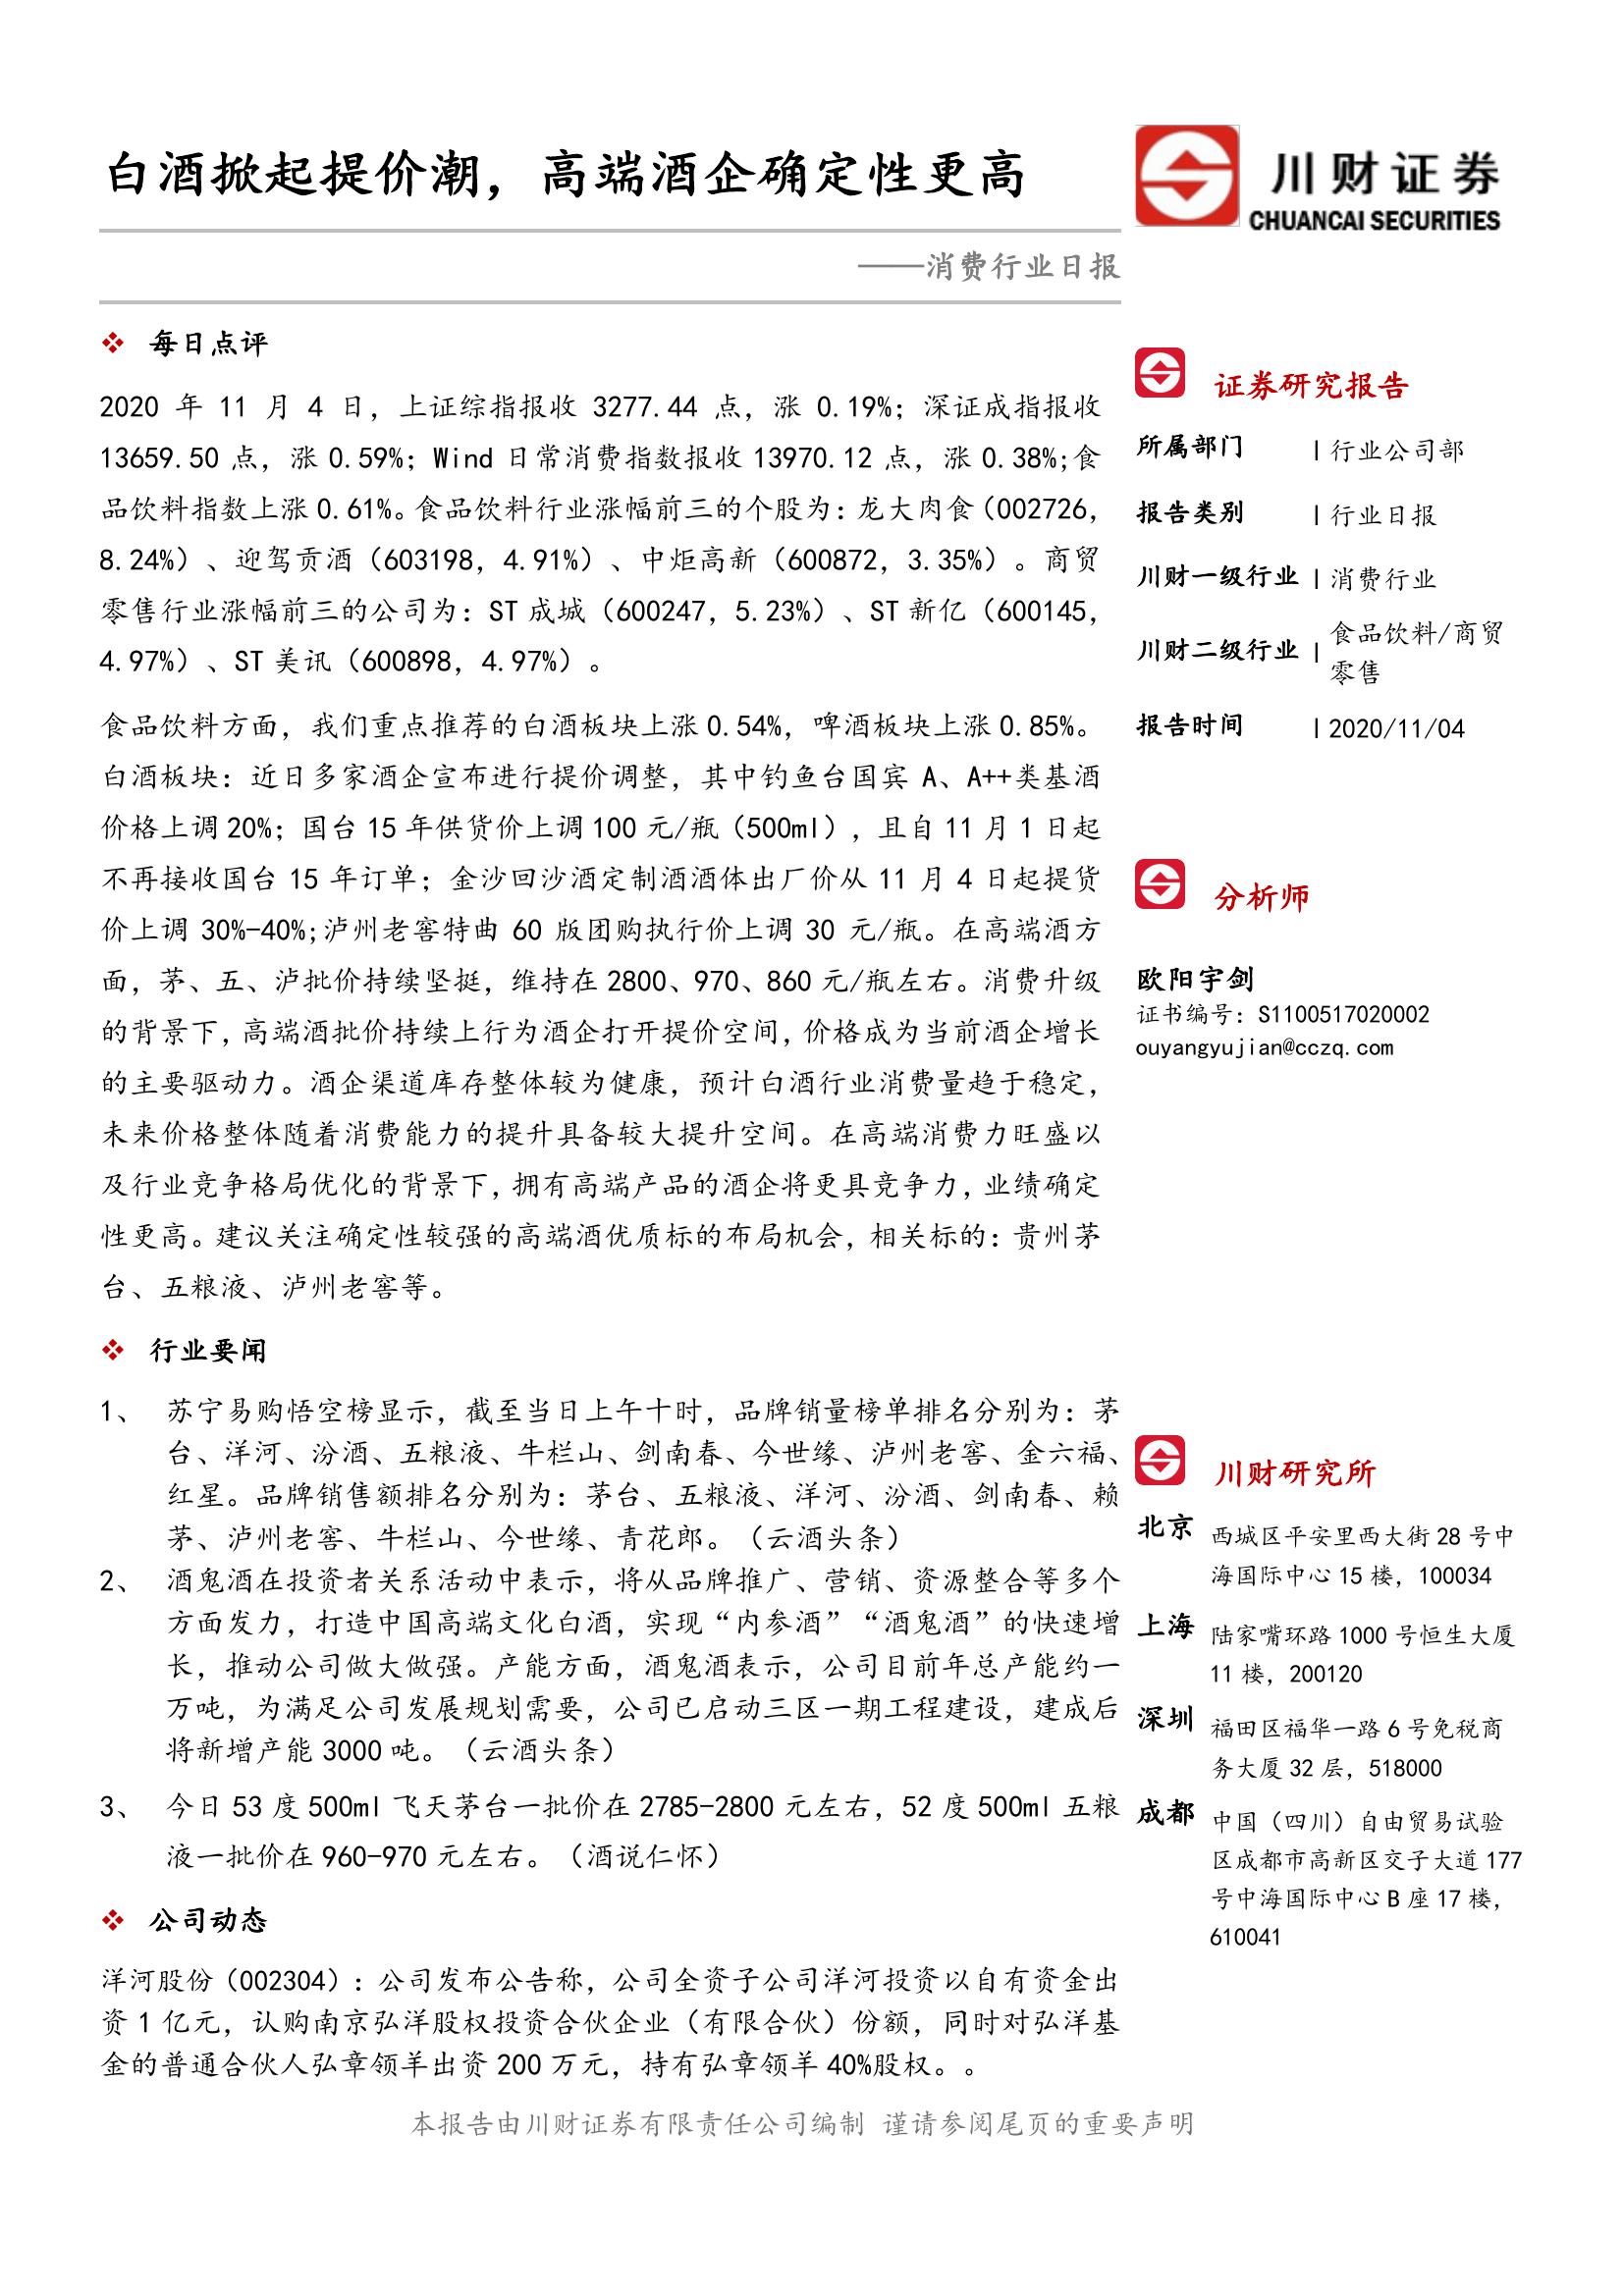 白酒掀起提价潮，高端酒企确定性更高
川财证券
CHUANCAI SECURITIES
——消费行业日报
❖ 每日点评
2020 年 11 月 4 日，上证综指报收 3277.44 点，涨 0.19%；深证成指报收
13659.50 点，涨 0.59%；Wind 日常消费指数报收 13970.12 点，涨 0.38%;食
品饮料指数上涨 0.61%。食品饮料行业涨幅前三的个股为：龙大肉食（002726，
8.24%）、迎驾贡酒（603198，4.91%）、中炬高新（600872，3.35%）。商贸
零售行业涨幅前三的公司为：ST 成城（600247，5.23%）、ST 新亿（600145，
4.97%）、ST 美讯（600898，4.97%）。
食品饮料方面，我们重点推荐的白酒板块上涨 0.54%，啤酒板块上涨 0.85%。
白酒板块：近日多家酒企宣布进行提价调整，其中钓鱼台国宾 A、A++类基酒
价格上调 20%；国台 15 年供货价上调 100 元/瓶（500ml），且自 11 月 1 日起
不再接收国台 15 年订单；金沙回沙酒定制酒酒体出厂价从 11 月 4 日起提货
价上调 30%-40%;泸州老窖特曲 60 版团购执行价上调 30 元/瓶。在高端酒方
面，茅、五、泸批价持续坚挺，维持在 2800、970、860 元/瓶左右。消费升级
的背景下，高端酒批价持续上行为酒企打开提价空间，价格成为当前酒企增长
的主要驱动力。酒企渠道库存整体较为健康，预计白酒行业消费量趋于稳定，
未来价格整体随着消费能力的提升具备较大提升空间。在高端消费力旺盛以
及行业竞争格局优化的背景下，拥有高端产品的酒企将更具竞争力，业绩确定
性更高。建议关注确定性较强的高端酒优质标的布局机会，相关标的：贵州茅
台、五粮液、泸州老窖等。
❖ 行业要闻
1、 苏宁易购悟空榜显示，截至当日上午十时，品牌销量榜单排名分别为：茅
台、洋河、汾酒、五粮液、牛栏山、剑南春、今世缘、泸州老窖、金六福、
红星。品牌销售额排名分别为：茅台、五粮液、洋河、汾酒、剑南春、赖
茅、泸州老窖、牛栏山、今世缘、青花郎。（云酒头条）
2、 酒鬼酒在投资者关系活动中表示，将从品牌推广、营销、资源整合等多个
方面发力，打造中国高端文化白酒，实现“内参酒”“酒鬼酒”的快速增
长，推动公司做大做强。产能方面，酒鬼酒表示，公司目前年总产能约一
万吨，为满足公司发展规划需要，公司已启动三区一期工程建设，建成后
将新增产能 3000 吨。（云酒头条）
3、 今日 53 度 500ml 飞天茅台一批价在 2785-2800 元左右，52 度 500ml 五粮
液一批价在 960-970 元左右。（酒说仁怀）
❖ 公司动态
洋河股份（002304）：公司发布公告称，公司全资子公司洋河投资以自有资金出
资 1 亿元，认购南京弘洋股权投资合伙企业（有限合伙）份额，同时对弘洋基
金的普通合伙人弘章领羊出资 200 万元，持有弘章领羊 40%股权。。
证券研究报告
所属部门 | 行业公司部
报告类别 | 行业日报
川财一级行业 | 消费行业
川财二级行业 | 食品饮料/商贸
零售
报告时间 | 2020/11/04
分析师
欧阳宇剑
证书编号：S1100517020002
ouyangyujian@cczq.com
川财研究所
北京 西城区平安里西大街 28 号中
海国际中心 15 楼，100034
上海 陆家嘴环路 1000 号恒生大厦
11 楼，200120
深圳 福田区福华一路 6 号免税商
务大厦 32 层，518000
成都 中国（四川）自由贸易试验
区成都市高新区交子大道 177
号中海国际中心 B 座 17 楼，
610041
本报告由川财证券有限责任公司编制 谨请参阅尾页的重要声明